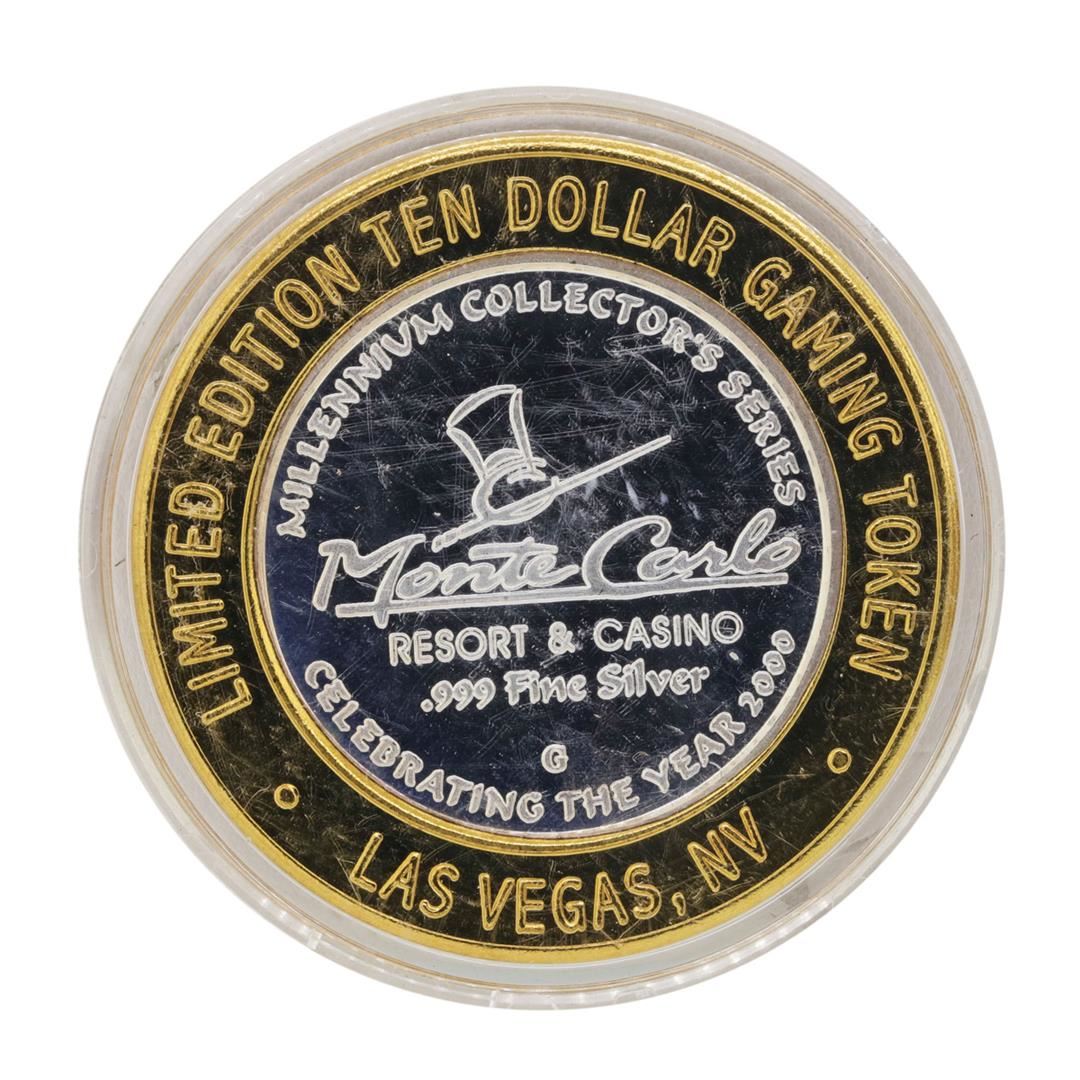 LIMITED EDITION TEN DOLLAR GAMING TOKEN
MILLENNIUM COLLECTOR'S SERIES
Monte Carlo
RESORT & CASINO
.999 Fine Silver
G
CELEBRATING THE YEAR 2000
LAS VEGAS, NV